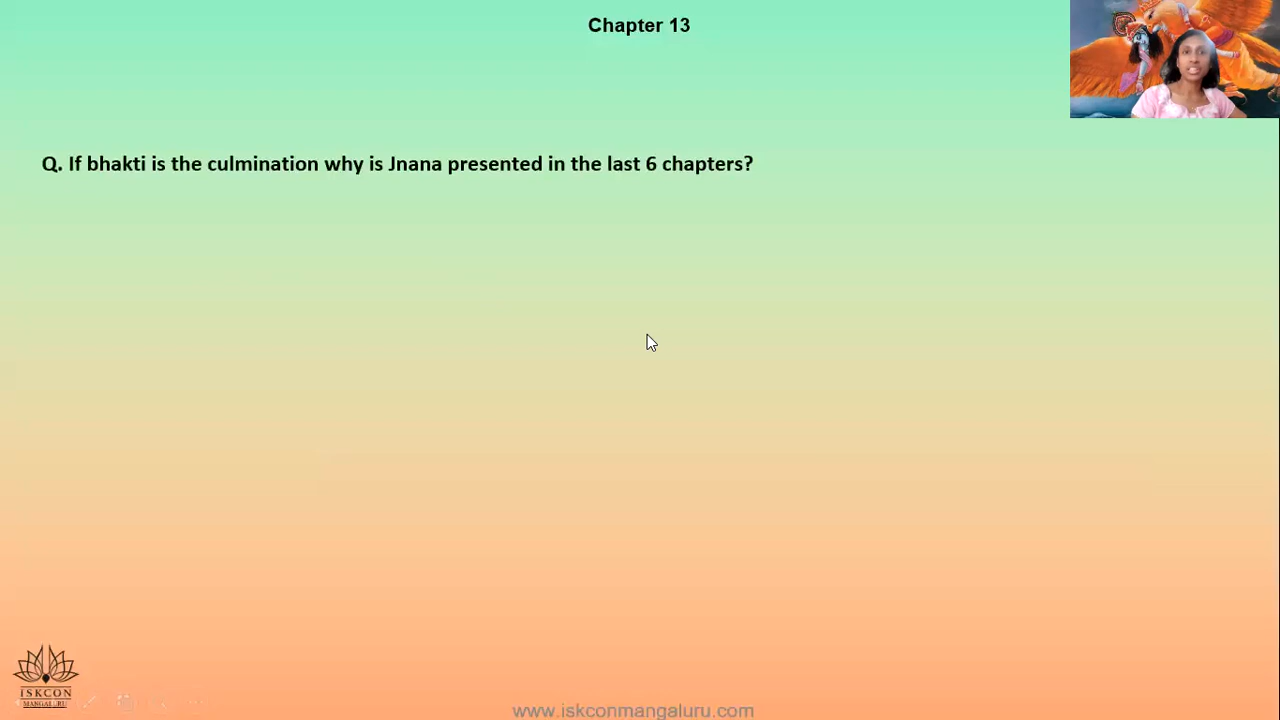 Chapter 13
Q. If bhakti is the culmination why is Jnana presented in the last 6 chapters?
ISKCON
MANGALURU
www.iskconmangaluru.com